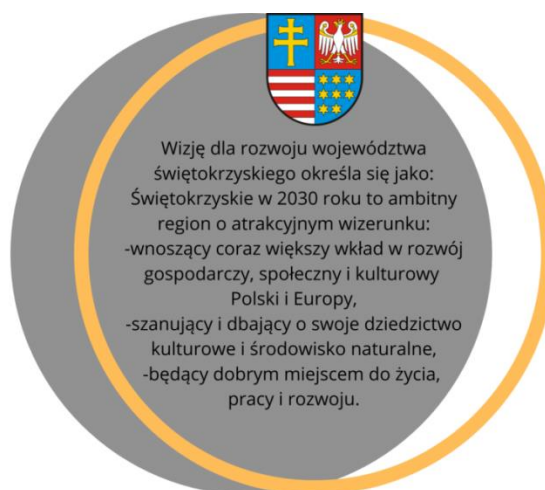 Wizję dla rozwoju województwa
świętokrzyskiego określa się jako:
Świętokrzyskie w 2030 roku to ambitny
region o atrakcyjnym wizerunku:
-wnoszący coraz większy wkład w rozwój
gospodarczy, społeczny i kulturowy
Polski i Europy,
-szanujący i dbający o swoje dziedzictwo
kulturowe i środowisko naturalne,
-będący dobrym miejscem do życia,
pracy i rozwoju.